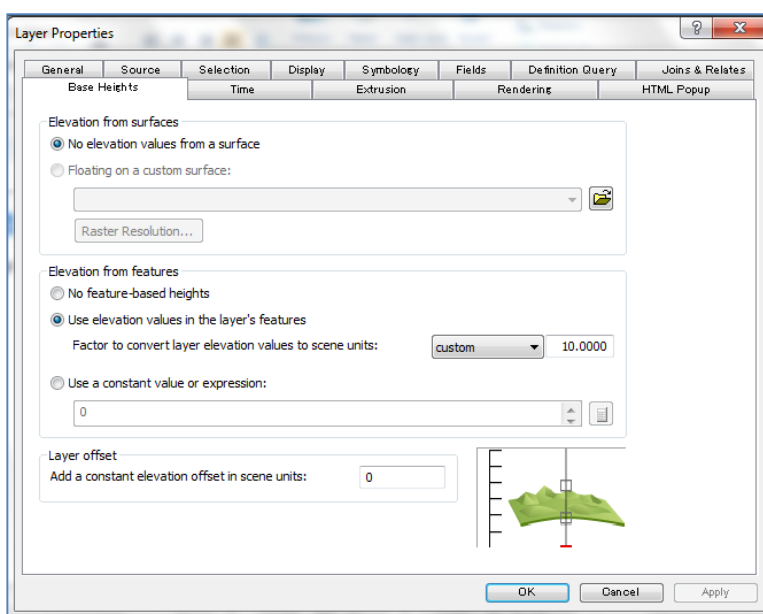 Layer Properties
General Source Selection Display Symbology Fields Definition Query Joins & Relates
Base Heights Time Extrusion Rendering HTML Popup
Elevation from surfaces
No elevation values from a surface
Floating on a custom surface:
Raster Resolution...
Elevation from features
No feature-based heights
Use elevation values in the layer's features
Factor to convert layer elevation values to scene units: custom 10.0000
Use a constant value or expression:
0
Layer offset
Add a constant elevation offset in scene units: 0
OK Cancel Apply